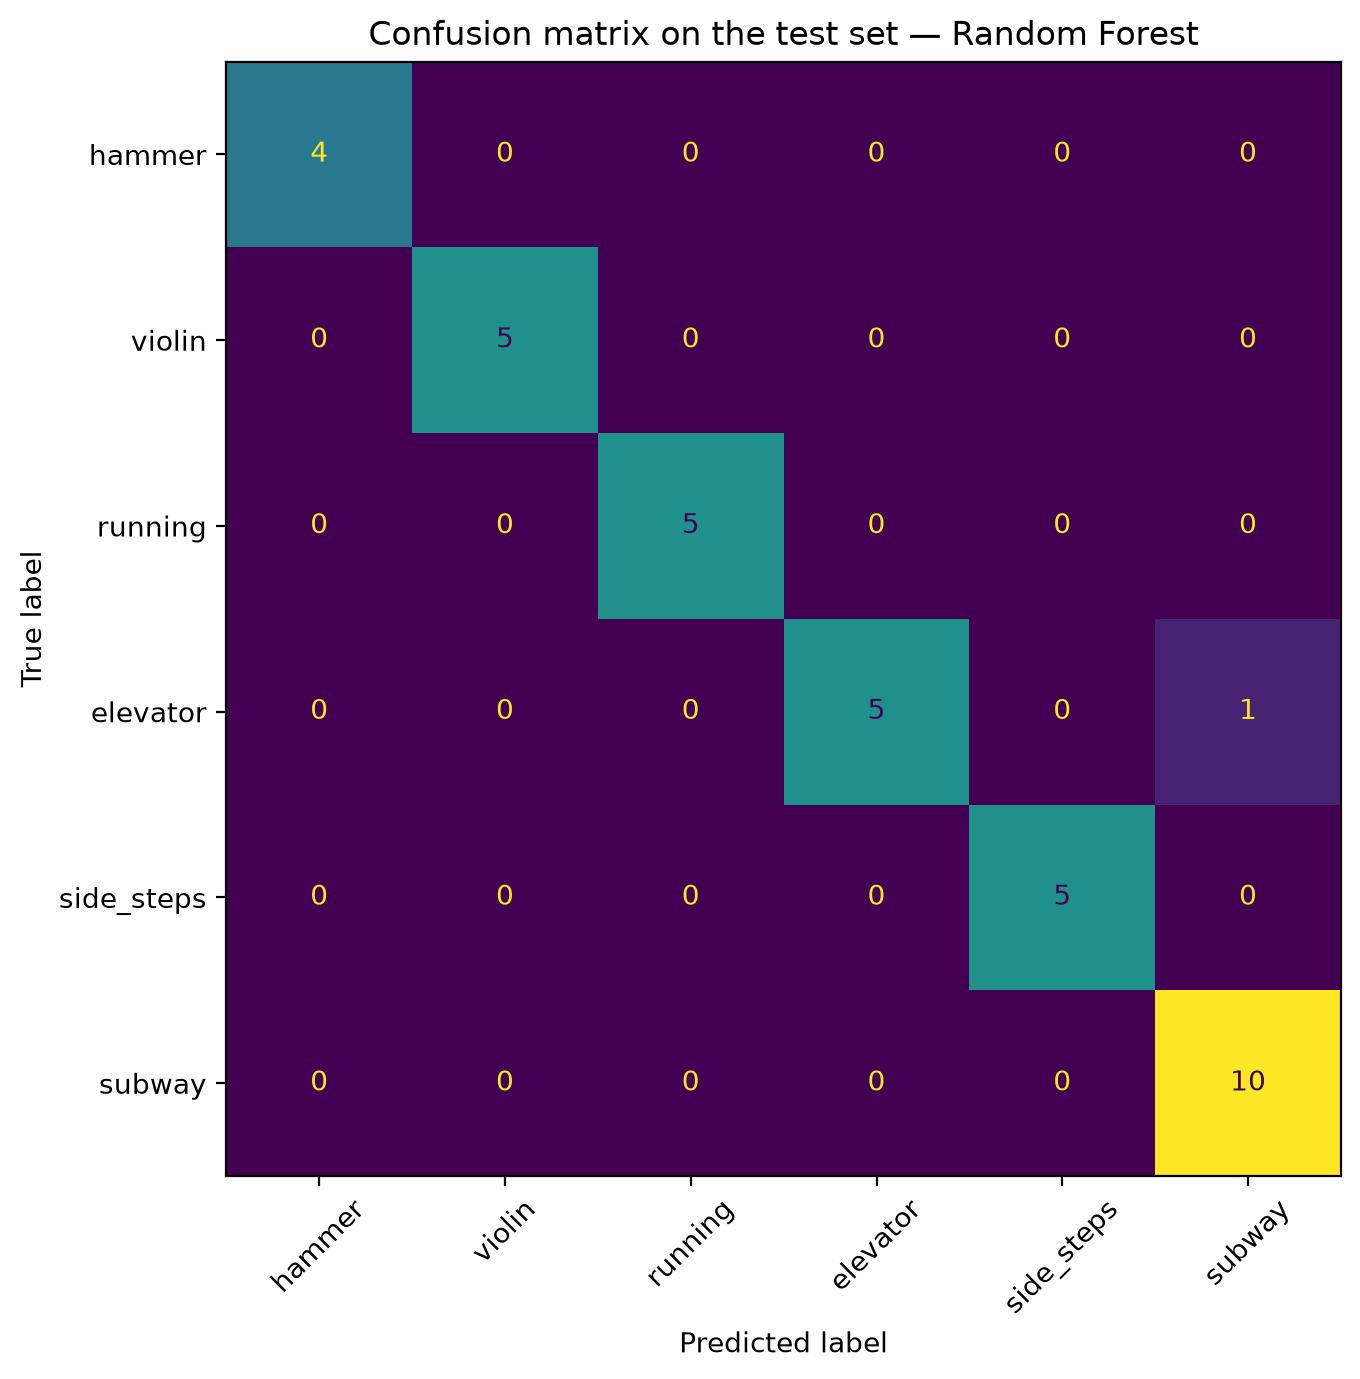 Confusion matrix on the test set — Random Forest
True label
hammer 4 0 0 0 0 0
violin 0 5 0 0 0 0
running 0 0 5 0 0 0
elevator 0 0 0 5 0 1
side_steps 0 0 0 0 5 0
subway 0 0 0 0 0 10
hammer violin running elevator side_steps subway
Predicted label